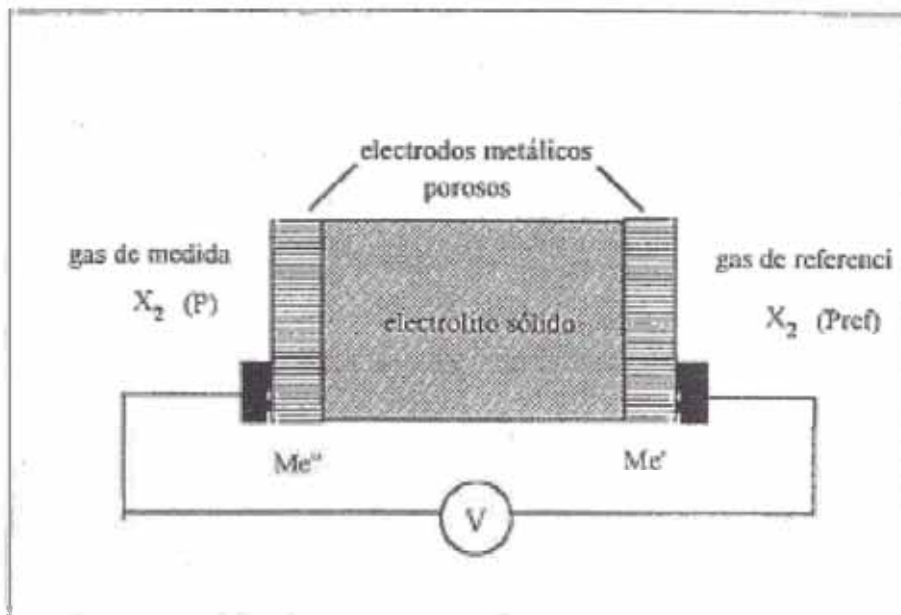 electrodos metálicos
porosos
gas de medida
X₂ (P)
gas de referenci
X₂ (Pref)
electrolito sólido
Me"
Me'
V